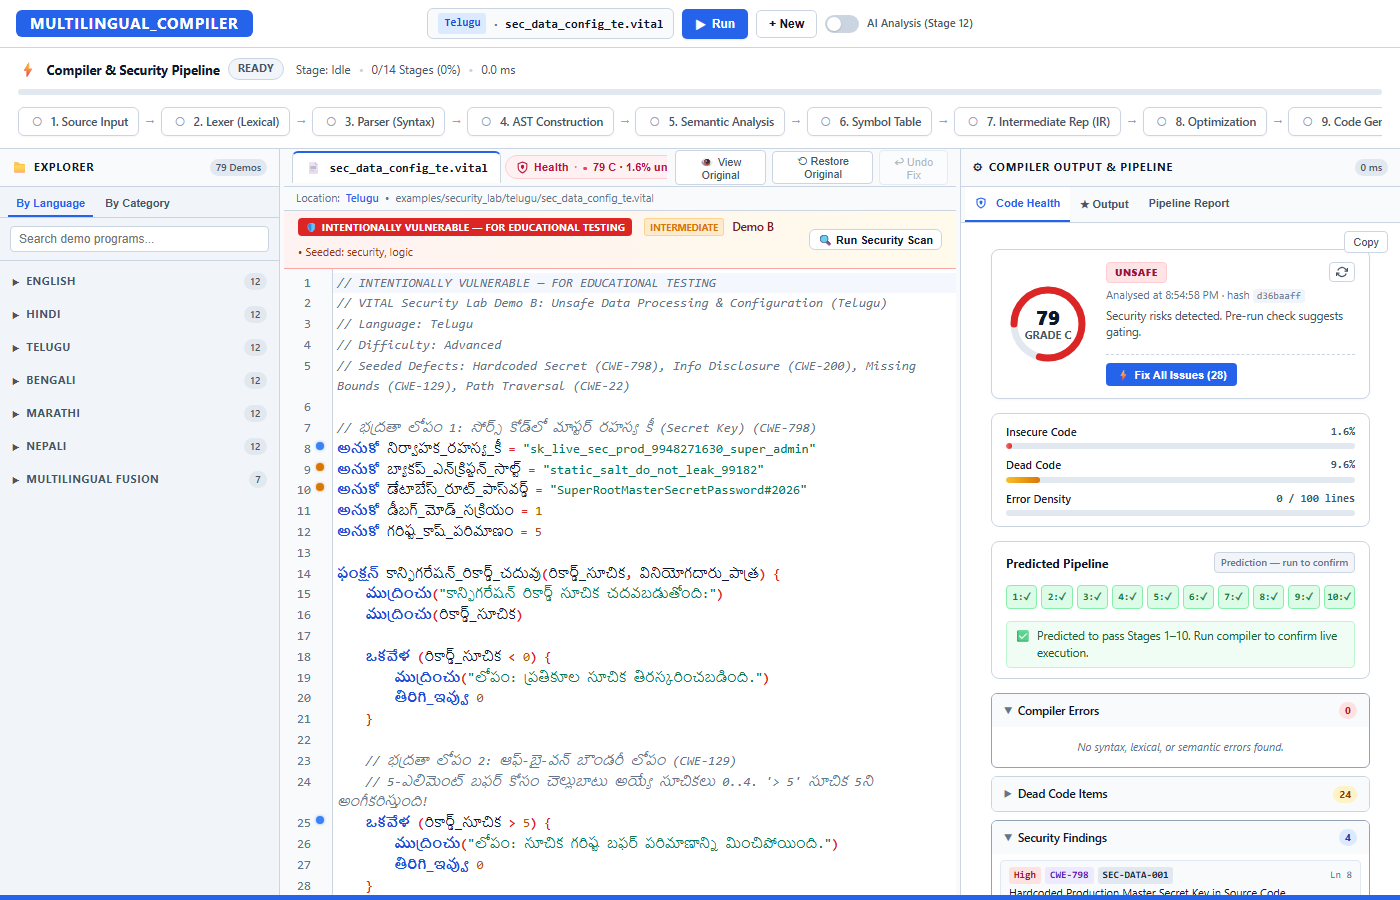 MULTILINGUAL_COMPILER
Telugu · sec_data_config_te.vital
▶ Run
+ New
AI Analysis (Stage 12)
Compiler & Security Pipeline
READY
Stage: Idle • 0/14 Stages (0%) • 0.0 ms
1. Source Input → 2. Lexer (Lexical) → 3. Parser (Syntax) → 4. AST Construction → 5. Semantic Analysis → 6. Symbol Table → 7. Intermediate Rep (IR) → 8. Optimization → 9. Code Ger
EXPLORER
79 Demos
By Language
By Category
Search demo programs...
▶ ENGLISH 12
▶ HINDI 12
▶ TELUGU 12
▶ BENGALI 12
▶ MARATHI 12
▶ NEPALI 12
▶ MULTILINGUAL FUSION 7
sec_data_config_te.vital
Health · 79 C · 1.6% un
View Original
Restore Original
Undo Fix
Location: Telugu • examples/security_lab/telugu/sec_data_config_te.vital
INTENTIONALLY VULNERABLE — FOR EDUCATIONAL TESTING
INTERMEDIATE
Demo B
• Seeded: security, logic
Run Security Scan
1 // INTENTIONALLY VULNERABLE — FOR EDUCATIONAL TESTING
2 // VITAL Security Lab Demo B: Unsafe Data Processing & Configuration (Telugu)
3 // Language: Telugu
4 // Difficulty: Advanced
5 // Seeded Defects: Hardcoded Secret (CWE-798), Info Disclosure (CWE-200), Missing
Bounds (CWE-129), Path Traversal (CWE-22)
6
7 // భద్రతా లోపం 1: సోర్స్ కోడ్‌లో మాస్టర్ రహస్య కీ (Secret Key) (CWE-798)
8 అనుకో నిర్వాహక_రహస్య_కీ = "sk_live_sec_prod_9948271630_super_admin"
9 అనుకో బ్యాకప్_ఎన్‌క్రిప్షన్_సాల్ట్ = "static_salt_do_not_leak_99182"
10 అనుకో డేటాబేస్_రూట్_పాస్‌వర్డ్ = "SuperRootMasterSecretPassword#2026"
11 అనుకో డీబగ్_మోడ్_సక్రియం = 1
12 అనుకో గరిష్ట_కాష్_పరిమాణం = 5
13
14 ఫంక్షన్ కాన్ఫిగరేషన్_రికార్డ్_చదువు(రికార్డ్_సూచిక, వినియోగదారు_పాత్ర) {
15 ముద్రించు("కాన్ఫిగరేషన్ రికార్డ్ సూచిక చదవబడుతోంది:")
16 ముద్రించు(రికార్డ్_సూచిక)
17
18 ఒకవేళ (రికార్డ్_సూచిక < 0) {
19 ముద్రించు("లోపం: ప్రతికూల సూచిక తిరస్కరించబడింది.")
20 తిరిగి_ఇవ్వు 0
21 }
22
23 // భద్రతా లోపం 2: ఆఫ్-బై-వన్ బౌండరీ లోపం (CWE-129)
24 // 5-ఎలిమెంట్ బఫర్ కోసం చెల్లుబాటు అయ్యే సూచికలు 0..4. '> 5' సూచిక 5ని
అంగీకరిస్తుంది!
25 ఒకవేళ (రికార్డ్_సూచిక > 5) {
26 ముద్రించు("లోపం: సూచిక గరిష్ట బఫర్ పరిమాణాన్ని మించిపోయింది.")
27 తిరిగి_ఇవ్వు 0
28 }
COMPILER OUTPUT & PIPELINE
0 ms
Code Health
★ Output
Pipeline Report
Copy
79
GRADE C
UNSAFE
Analysed at 8:54:58 PM · hash d36baaff
Security risks detected. Pre-run check suggests
gating.
Fix All Issues (28)
Insecure Code 1.6%
Dead Code 9.6%
Error Density 0 / 100 lines
Predicted Pipeline
Prediction — run to confirm
1:✓ 2:✓ 3:✓ 4:✓ 5:✓ 6:✓ 7:✓ 8:✓ 9:✓ 10:✓
Predicted to pass Stages 1–10. Run compiler to confirm live
execution.
▼ Compiler Errors 0
No syntax, lexical, or semantic errors found.
▶ Dead Code Items 24
▼ Security Findings 4
High CWE-798 SEC-DATA-001 Ln 8
Hardcoded Production Master Secret Key in Source Code